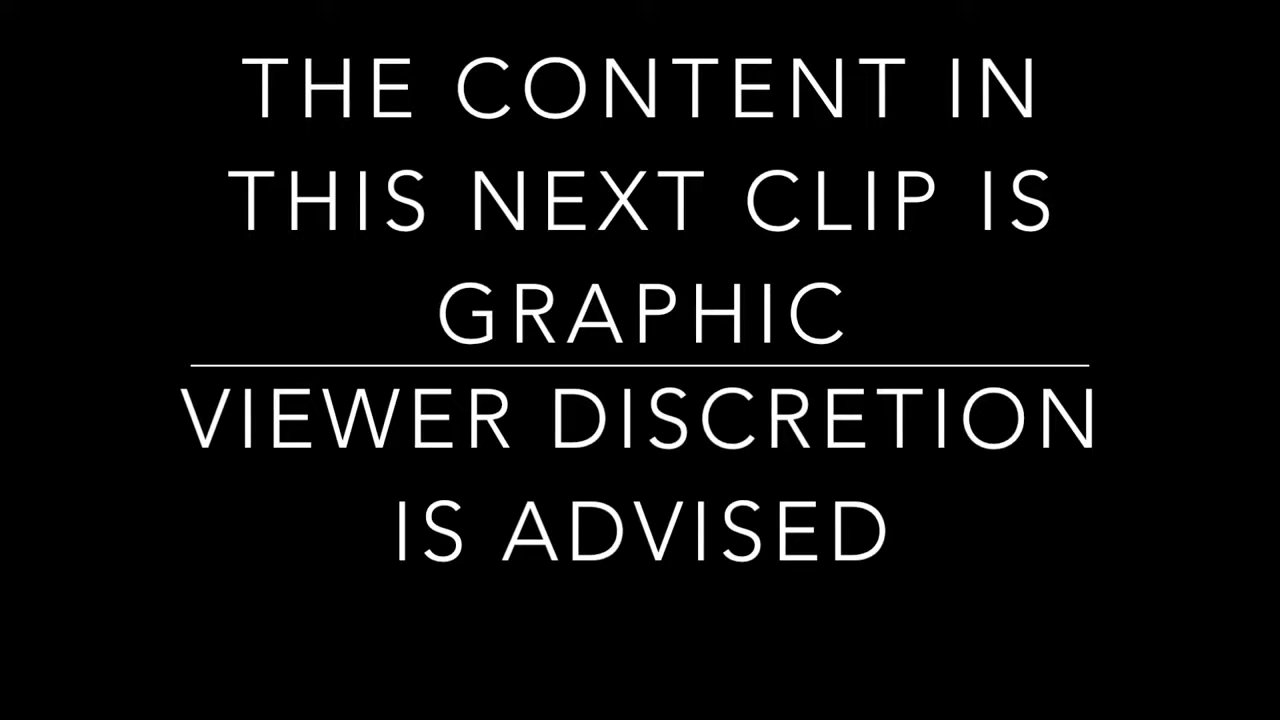 THE CONTENT IN
THIS NEXT CLIP IS
GRAPHIC
VIEWER DISCRETION
IS ADVISED